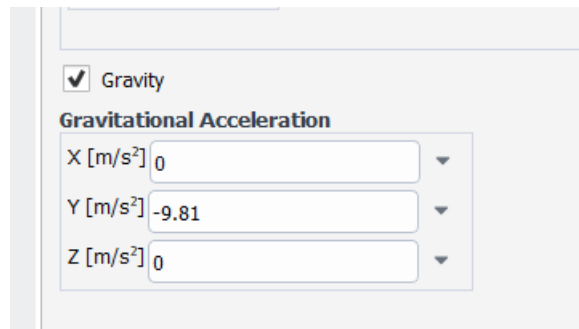 Gravity
Gravitational Acceleration
X [m/s²] 0
Y [m/s²] -9.81
Z [m/s²] 0